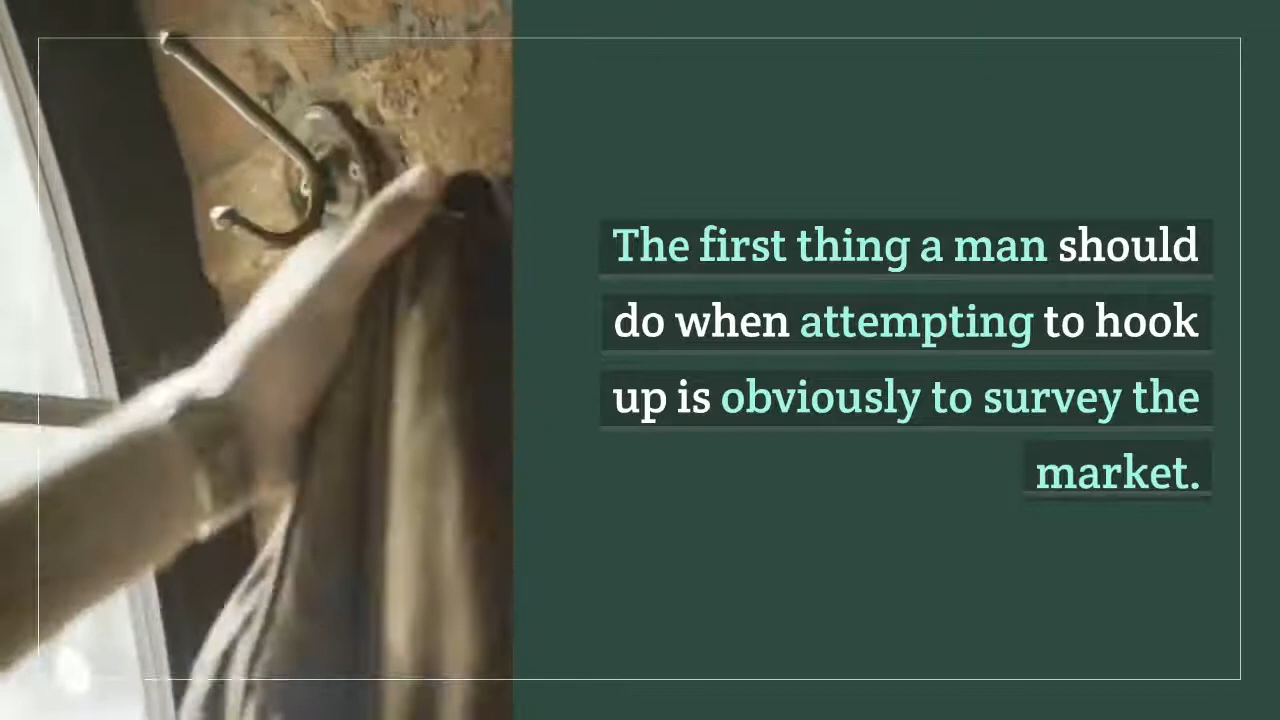 The first thing a man should
do when attempting to hook
up is obviously to survey the
market.